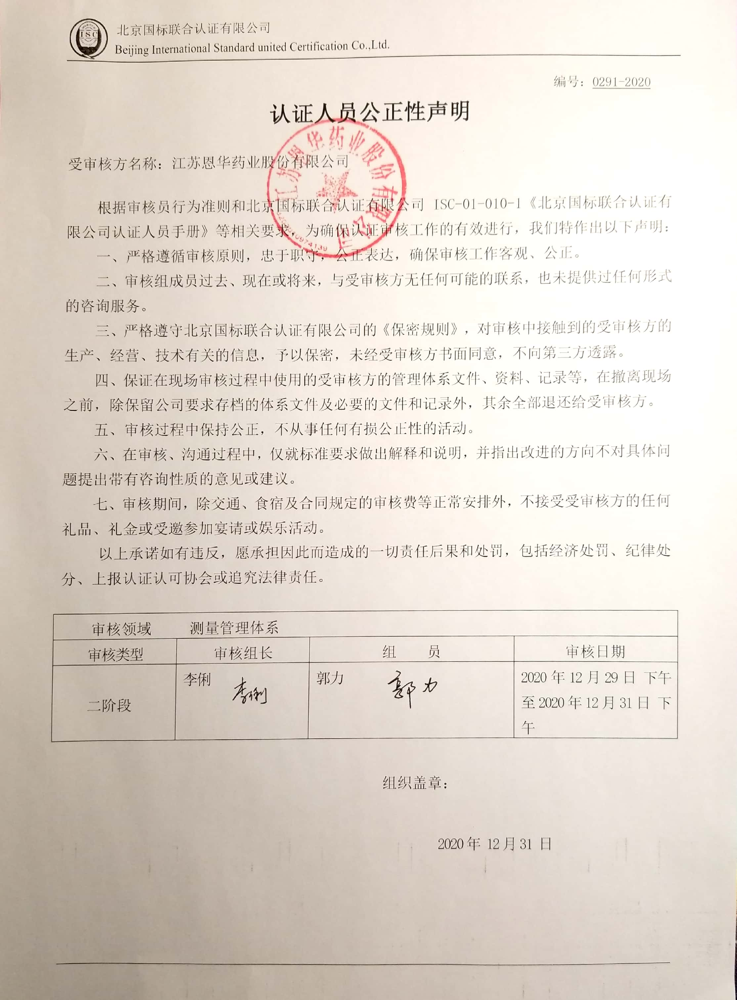 ISC
北京国标联合认证有限公司
Beijing International Standard united Certification Co.,Ltd.
编号：0291-2020
认证人员公正性声明
受审核方名称：江苏恩华药业股份有限公司
江苏恩华药业股份有限公司
根据审核员行为准则和北京国标联合认证有限公司 ISC-01-010-1《北京国标联合认证有
限公司认证人员手册》等相关要求，为确保认证审核工作的有效进行，我们特作出以下声明：
一、严格遵循审核原则，忠于职守，公正表达，确保审核工作客观、公正。
二、审核组成员过去、现在或将来，与受审核方无任何可能的联系，也未提供过任何形式
的咨询服务。
三、严格遵守北京国标联合认证有限公司的《保密规则》，对审核中接触到的受审核方的
生产、经营、技术有关的信息，予以保密，未经受审核方书面同意，不向第三方透露。
四、保证在现场审核过程中使用的受审核方的管理体系文件、资料、记录等，在撤离现场
之前，除保留公司要求存档的体系文件及必要的文件和记录外，其余全部退还给受审核方。
五、审核过程中保持公正，不从事任何有损公正性的活动。
六、在审核、沟通过程中，仅就标准要求做出解释和说明，并指出改进的方向不对具体问
题提出带有咨询性质的意见或建议。
七、审核期间，除交通、食宿及合同规定的审核费等正常安排外，不接受受审核方的任何
礼品、礼金或受邀参加宴请或娱乐活动。
以上承诺如有违反，愿承担因此而造成的一切责任后果和处罚，包括经济处罚、纪律处
分、上报认证认可协会或追究法律责任。
审核领域 测量管理体系
审核类型 审核组长 组 员 审核日期
二阶段
李俐 李俐
郭力 郭力
2020 年 12 月 29 日 下午
至 2020 年 12 月 31 日 下
午
组织盖章：
2020 年 12 月 31 日